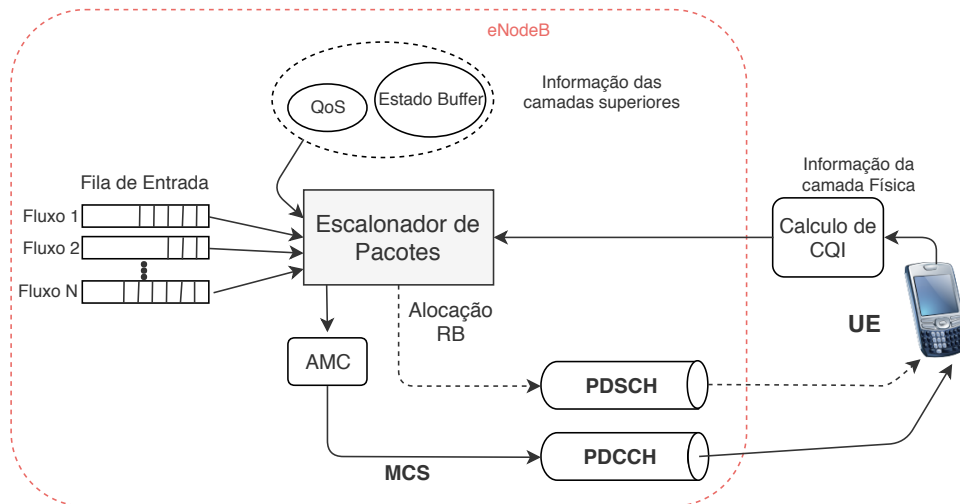 eNodeB
QoS
Estado Buffer
Informação das
camadas superiores
Fila de Entrada
Fluxo 1
Fluxo 2
Fluxo N
Escalonador de
Pacotes
Informação da
camada Física
Calculo de
CQI
UE
Alocação
RB
AMC
PDSCH
MCS
PDCCH